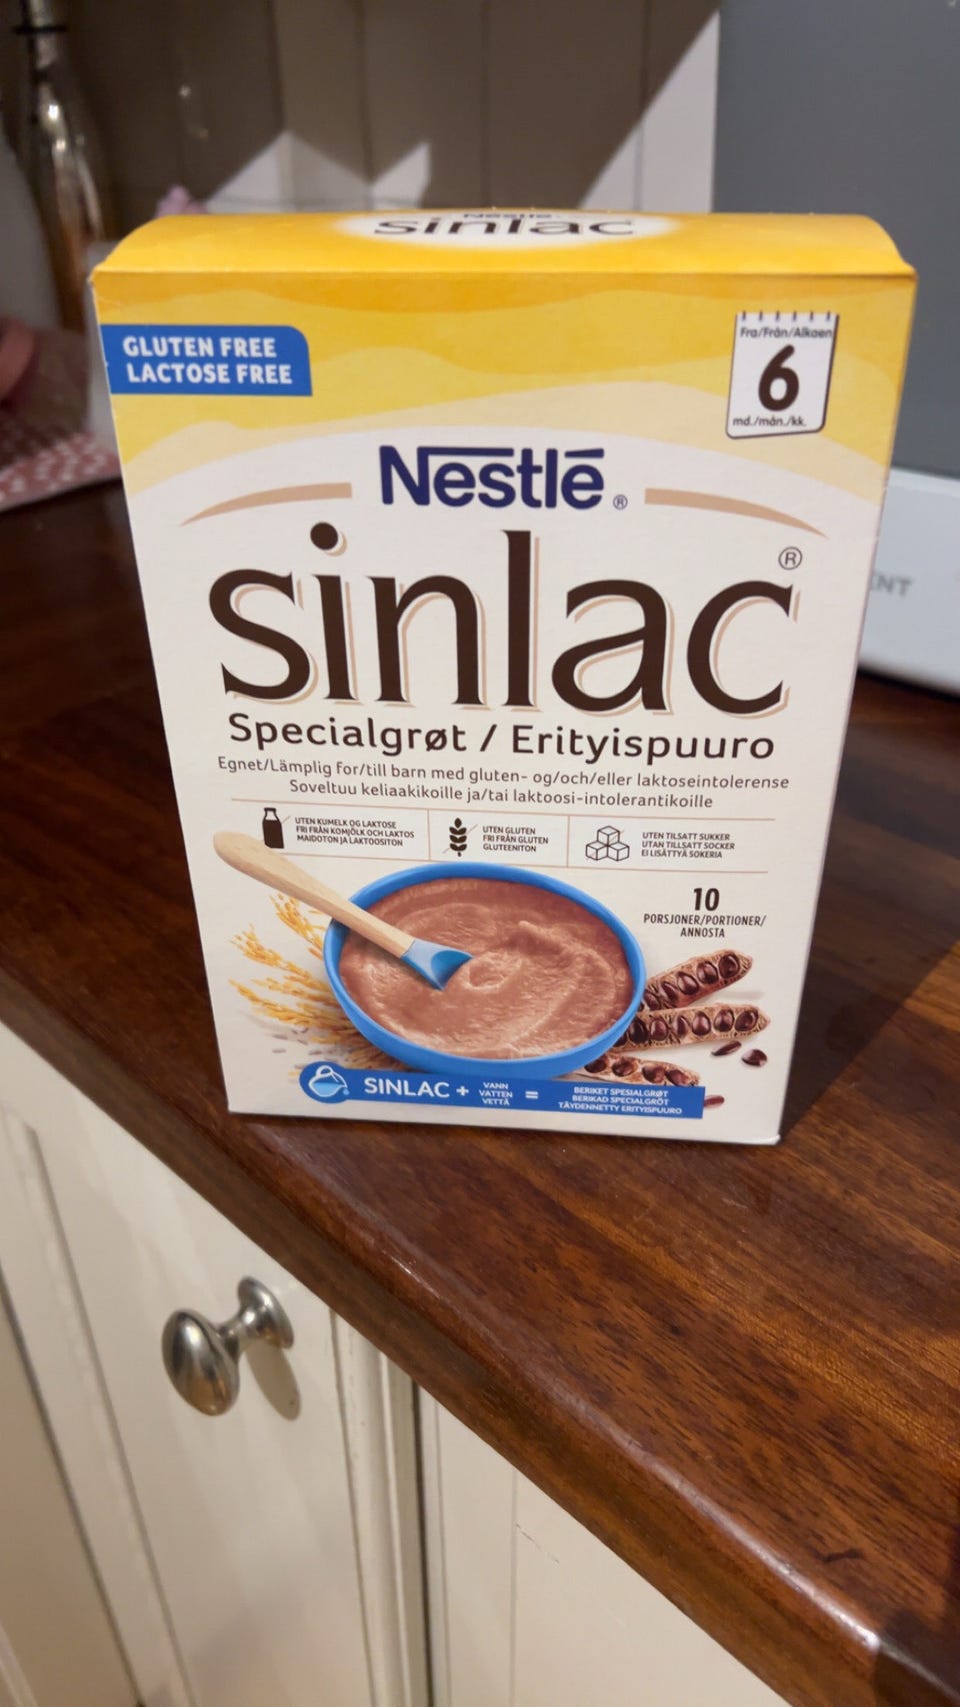 Nestlé
sinlac
GLUTEN FREE
LACTOSE FREE
Fra/Från/Alkaen
6
md./mån./kk.
Nestlé®
sinlac®
Specialgrøt / Erityispuuro
Egnet/Lämplig for/till barn med gluten- og/och/eller laktoseintolerense
Soveltuu keliaakikoille ja/tai laktoosi-intolerantikoille
UTEN KUMELK OG LAKTOSE
FRI FRÅN KOMJÖLK OCH LAKTOS
MAIDOTON JA LAKTOOSITON
UTEN GLUTEN
FRI FRÅN GLUTEN
GLUTEENITON
UTEN TILSATT SUKKER
UTAN TILLSATT SOCKER
EI LISÄTTYÄ SOKERIA
10
PORSJONER/PORTIONER/
ANNOSTA
SINLAC + VANN
VATTEN
VETTÄ =
BERIKET SPESIALGRØT
BERIKAD SPECIALGRÖT
TÄYDENNETTY ERITYISPUURO